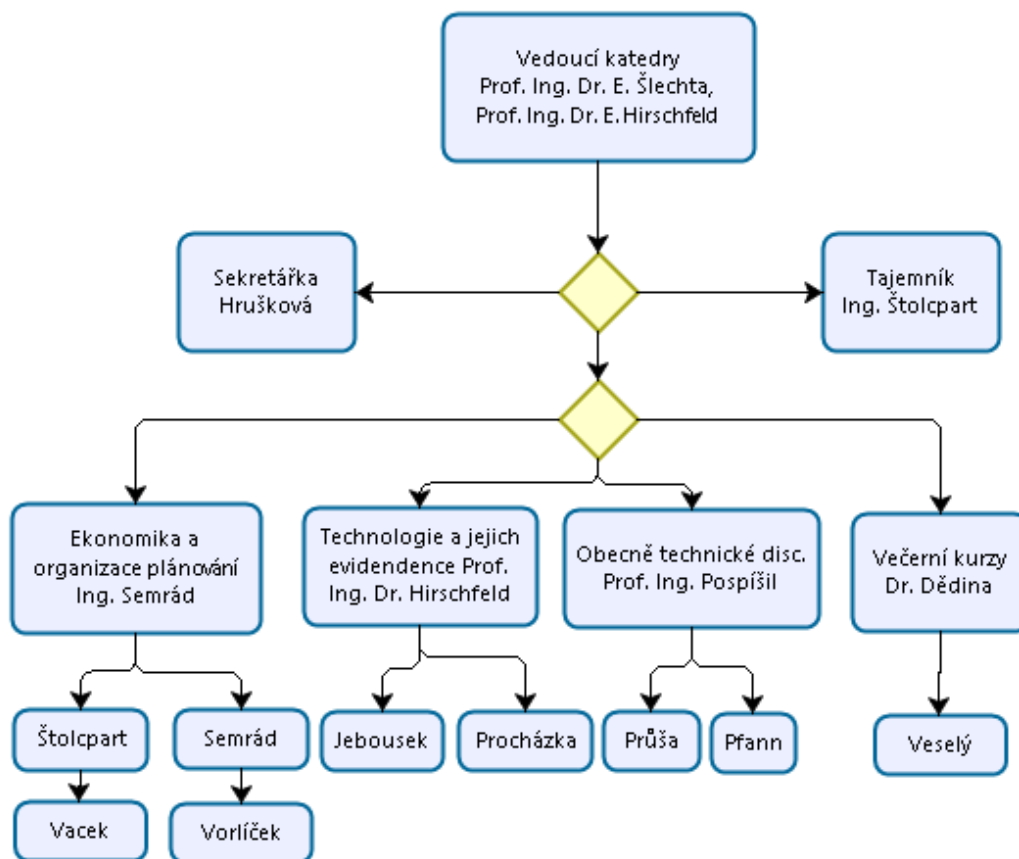 Vedoucí katedry
Prof. Ing. Dr. E. Šlechta,
Prof. Ing. Dr. E. Hirschfeld
Sekretářka
Hrušková
Tajemník
Ing. Štolcpart
Ekonomika a
organizace plánování
Ing. Semrád
Technologie a jejich
evidendence Prof.
Ing. Dr. Hirschfeld
Obecně technické disc.
Prof. Ing. Pospíšil
Večerní kurzy
Dr. Dědina
Štolcpart
Semrád
Jebousek
Procházka
Průša
Pfann
Veselý
Vacek
Vorlíček